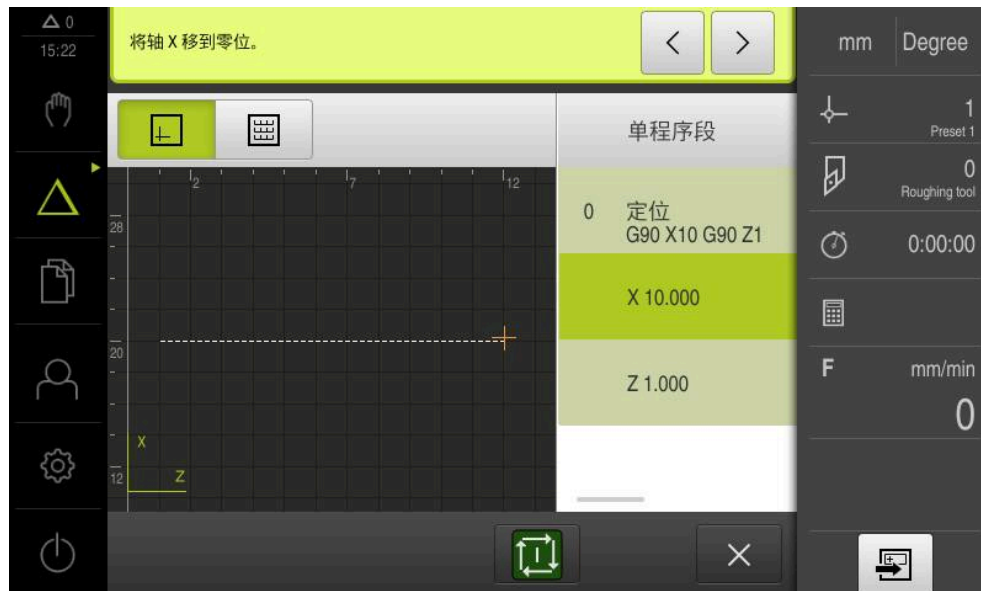 0
15:22
将轴 X 移到零位。
mm
Degree
1
Preset 1
0
Roughing tool
0:00:00
F
mm/min
0
单程序段
0
定位
G90 X10 G90 Z1
X 10.000
Z 1.000
2
7
12
28
20
12
X
Z